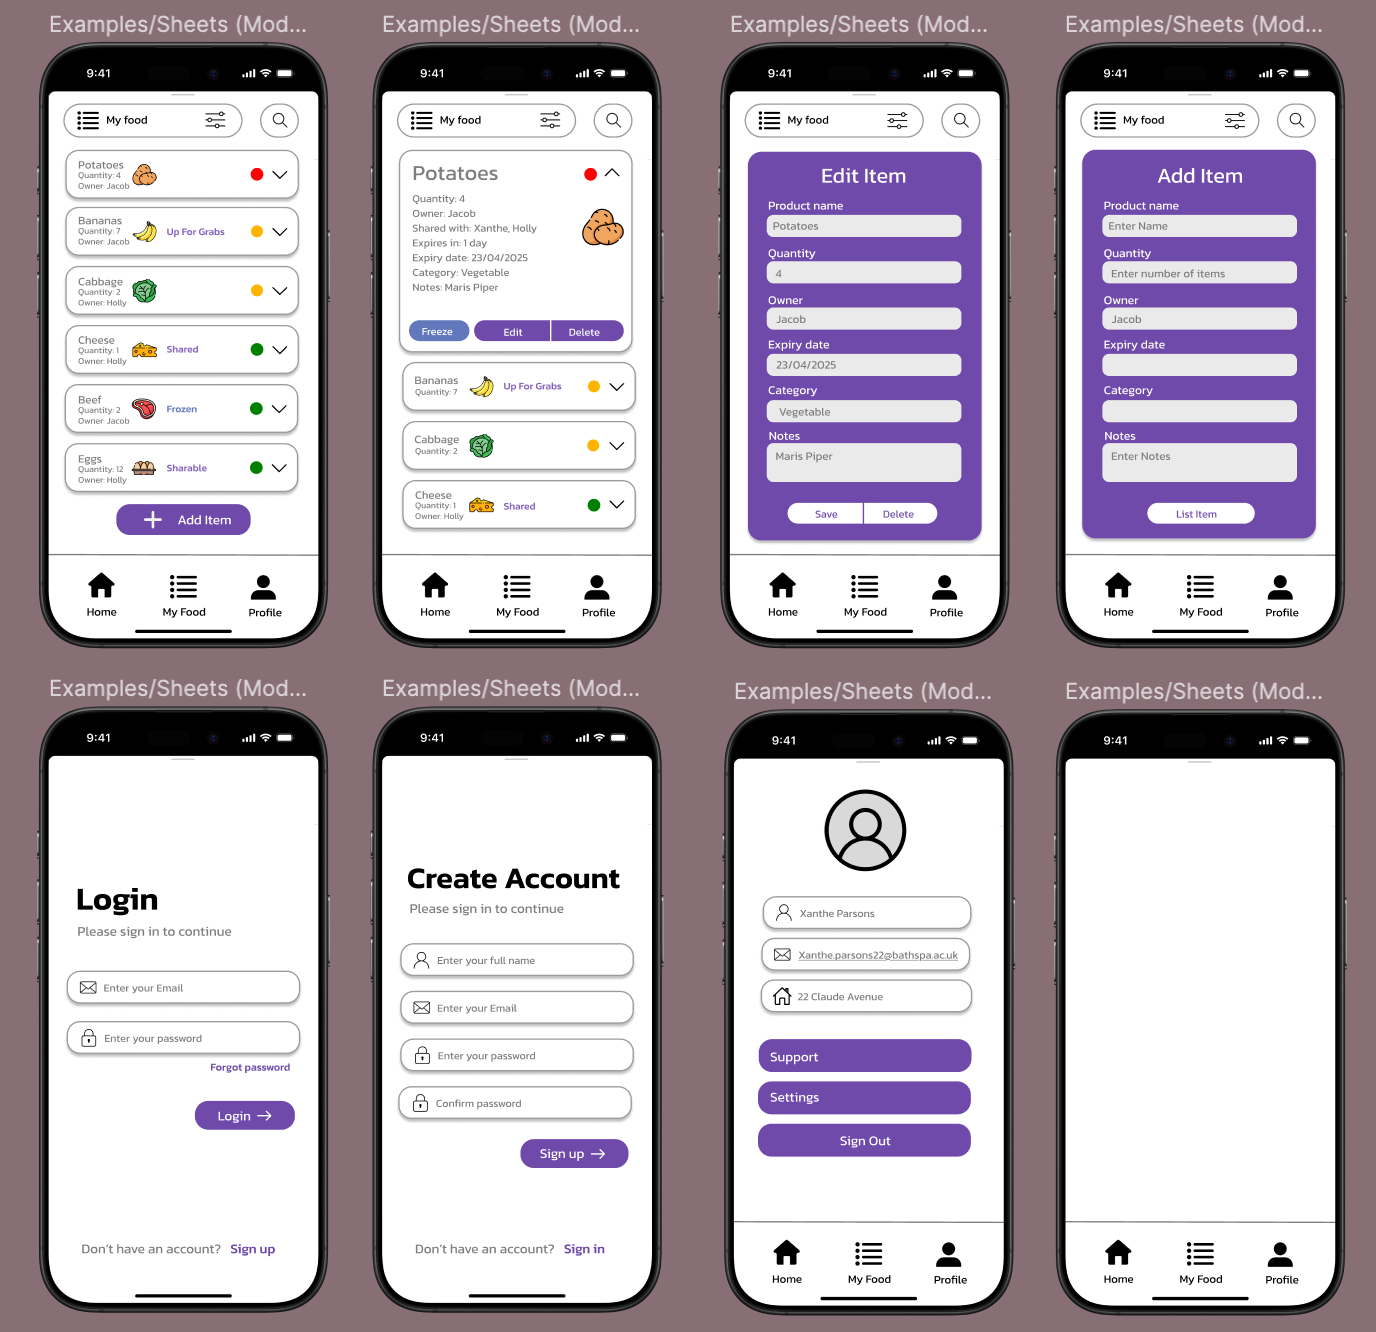 Examples/Sheets (Mod...
9:41
My food
Potatoes
Quantity: 4
Owner: Jacob
Bananas
Quantity: 7
Owner: Jacob
Up For Grabs
Cabbage
Quantity: 2
Owner: Holly
Cheese
Quantity: 1
Owner: Holly
Shared
Beef
Quantity: 2
Owner: Jacob
Frozen
Eggs
Quantity: 12
Owner: Holly
Sharable
Add Item
Home
My Food
Profile
Examples/Sheets (Mod...
9:41
My food
Potatoes
Quantity: 4
Owner: Jacob
Shared with: Xanthe, Holly
Expires in: 1 day
Expiry date: 23/04/2025
Category: Vegetable
Notes: Maris Piper
Freeze
Edit
Delete
Bananas
Quantity: 7
Up For Grabs
Cabbage
Quantity: 2
Cheese
Quantity: 1
Owner: Holly
Shared
Home
My Food
Profile
Examples/Sheets (Mod...
9:41
My food
Edit Item
Product name
Potatoes
Quantity
4
Owner
Jacob
Expiry date
23/04/2025
Category
Vegetable
Notes
Maris Piper
Save
Delete
Home
My Food
Profile
Examples/Sheets (Mod...
9:41
My food
Add Item
Product name
Enter Name
Quantity
Enter number of items
Owner
Jacob
Expiry date
Category
Notes
Enter Notes
List Item
Home
My Food
Profile
Examples/Sheets (Mod...
9:41
Login
Please sign in to continue
Enter your Email
Enter your password
Forgot password
Login
Don't have an account? Sign up
Examples/Sheets (Mod...
9:41
Create Account
Please sign in to continue
Enter your full name
Enter your Email
Enter your password
Confirm password
Sign up
Don't have an account? Sign in
Examples/Sheets (Mod...
9:41
Xanthe Parsons
Xanthe.parsons22@bathspa.ac.uk
22 Claude Avenue
Support
Settings
Sign Out
Home
My Food
Profile
Examples/Sheets (Mod...
9:41
Home
My Food
Profile